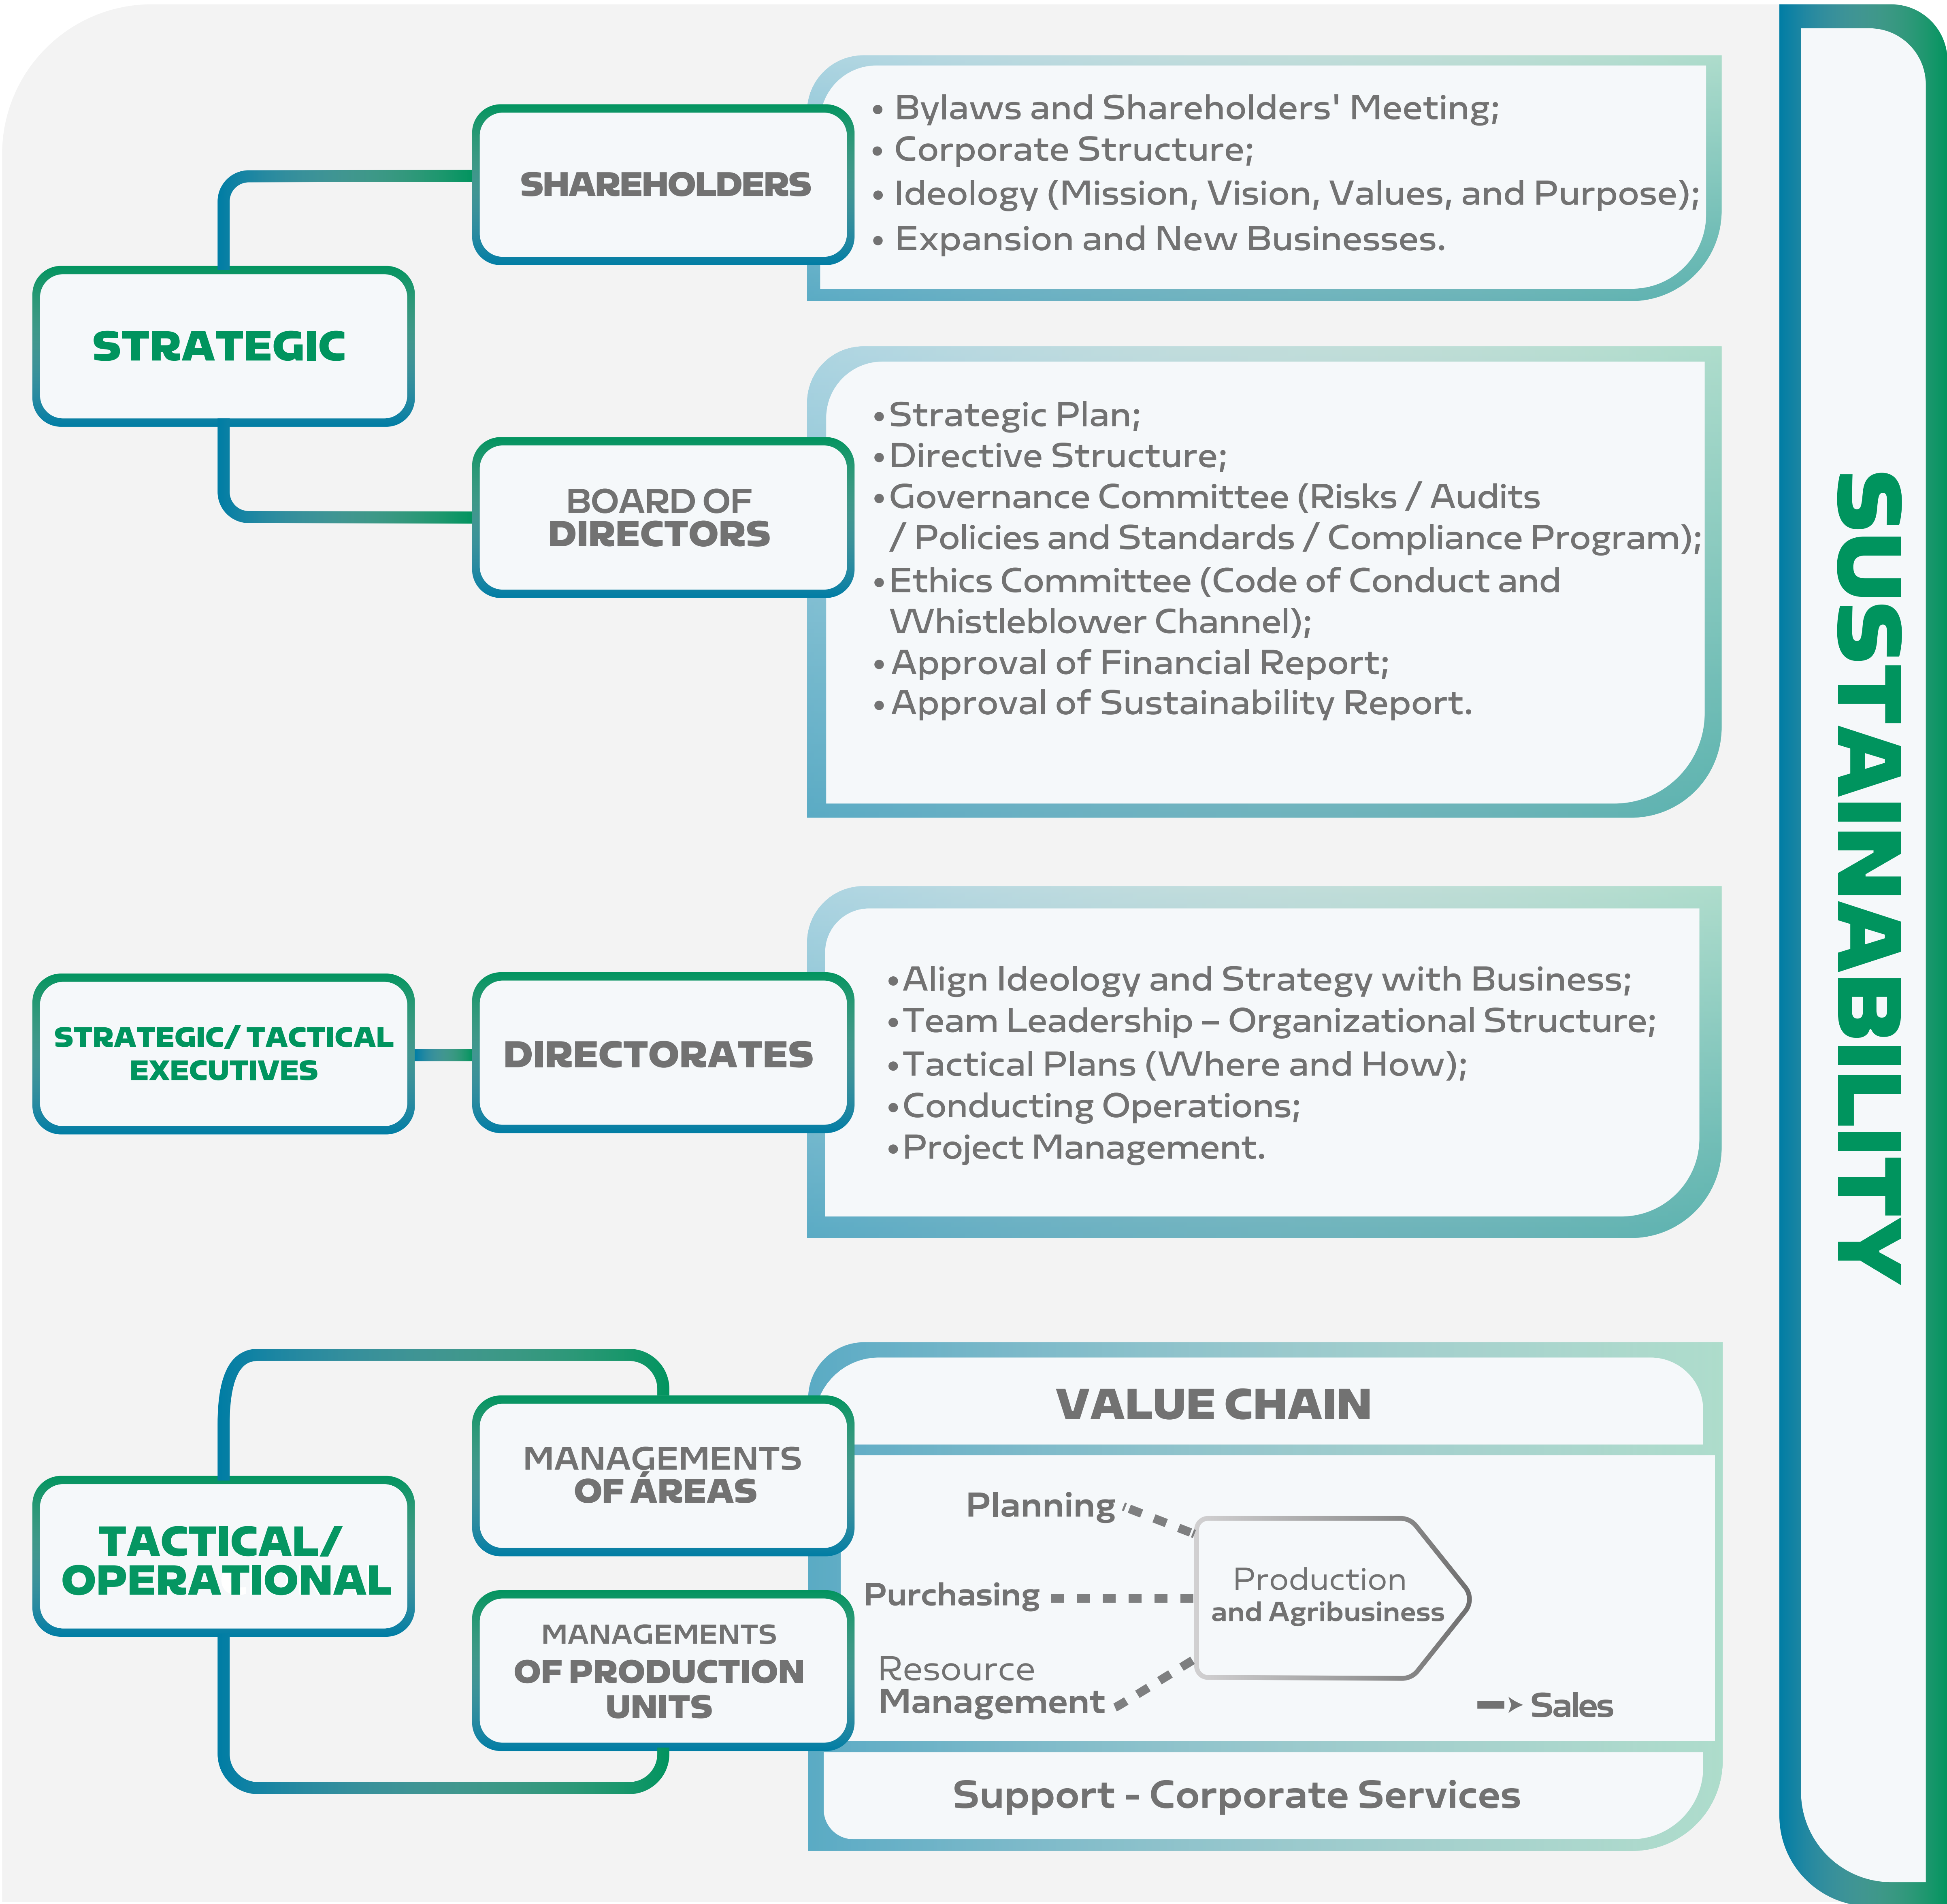 STRATEGIC
SHAREHOLDERS
• Bylaws and Shareholders' Meeting;
• Corporate Structure;
• Ideology (Mission, Vision, Values, and Purpose);
• Expansion and New Businesses.
BOARD OF
DIRECTORS
• Strategic Plan;
• Directive Structure;
• Governance Committee (Risks / Audits
/ Policies and Standards / Compliance Program);
• Ethics Committee (Code of Conduct and
Whistleblower Channel);
• Approval of Financial Report;
• Approval of Sustainability Report.
STRATEGIC/ TACTICAL
EXECUTIVES
DIRECTORATES
• Align Ideology and Strategy with Business;
• Team Leadership – Organizational Structure;
• Tactical Plans (Where and How);
• Conducting Operations;
• Project Management.
TACTICAL/
OPERATIONAL
MANAGEMENTS
OF ÁREAS
MANAGEMENTS
OF PRODUCTION
UNITS
VALUE CHAIN
Planning
Purchasing
Resource
Management
Production
and Agribusiness
Sales
Support - Corporate Services
SUSTAINABILITY